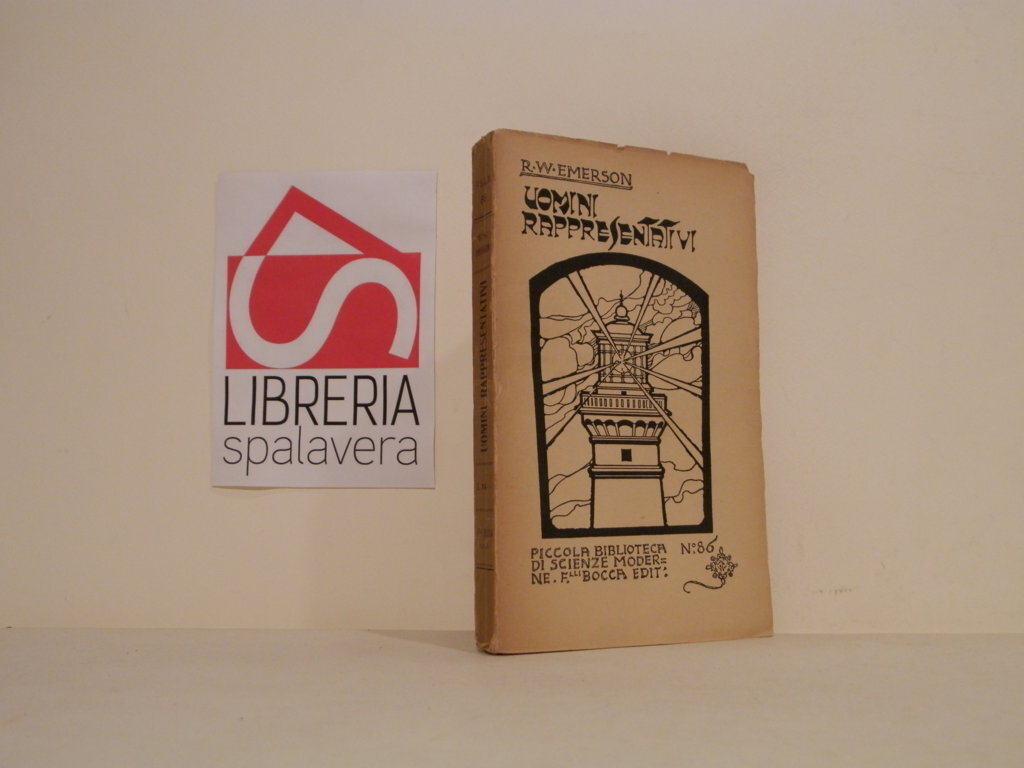 LIBRERIA
spalavera
UOMINI RAPPRESENTATIVI
R·W·EMERSON
UOMINI
RAPPRESENTATIVI
PICCOLA BIBLIOTECA
DI SCIENZE MODER=
NE. F.LLI BOCCA EDIT:
N:o 86